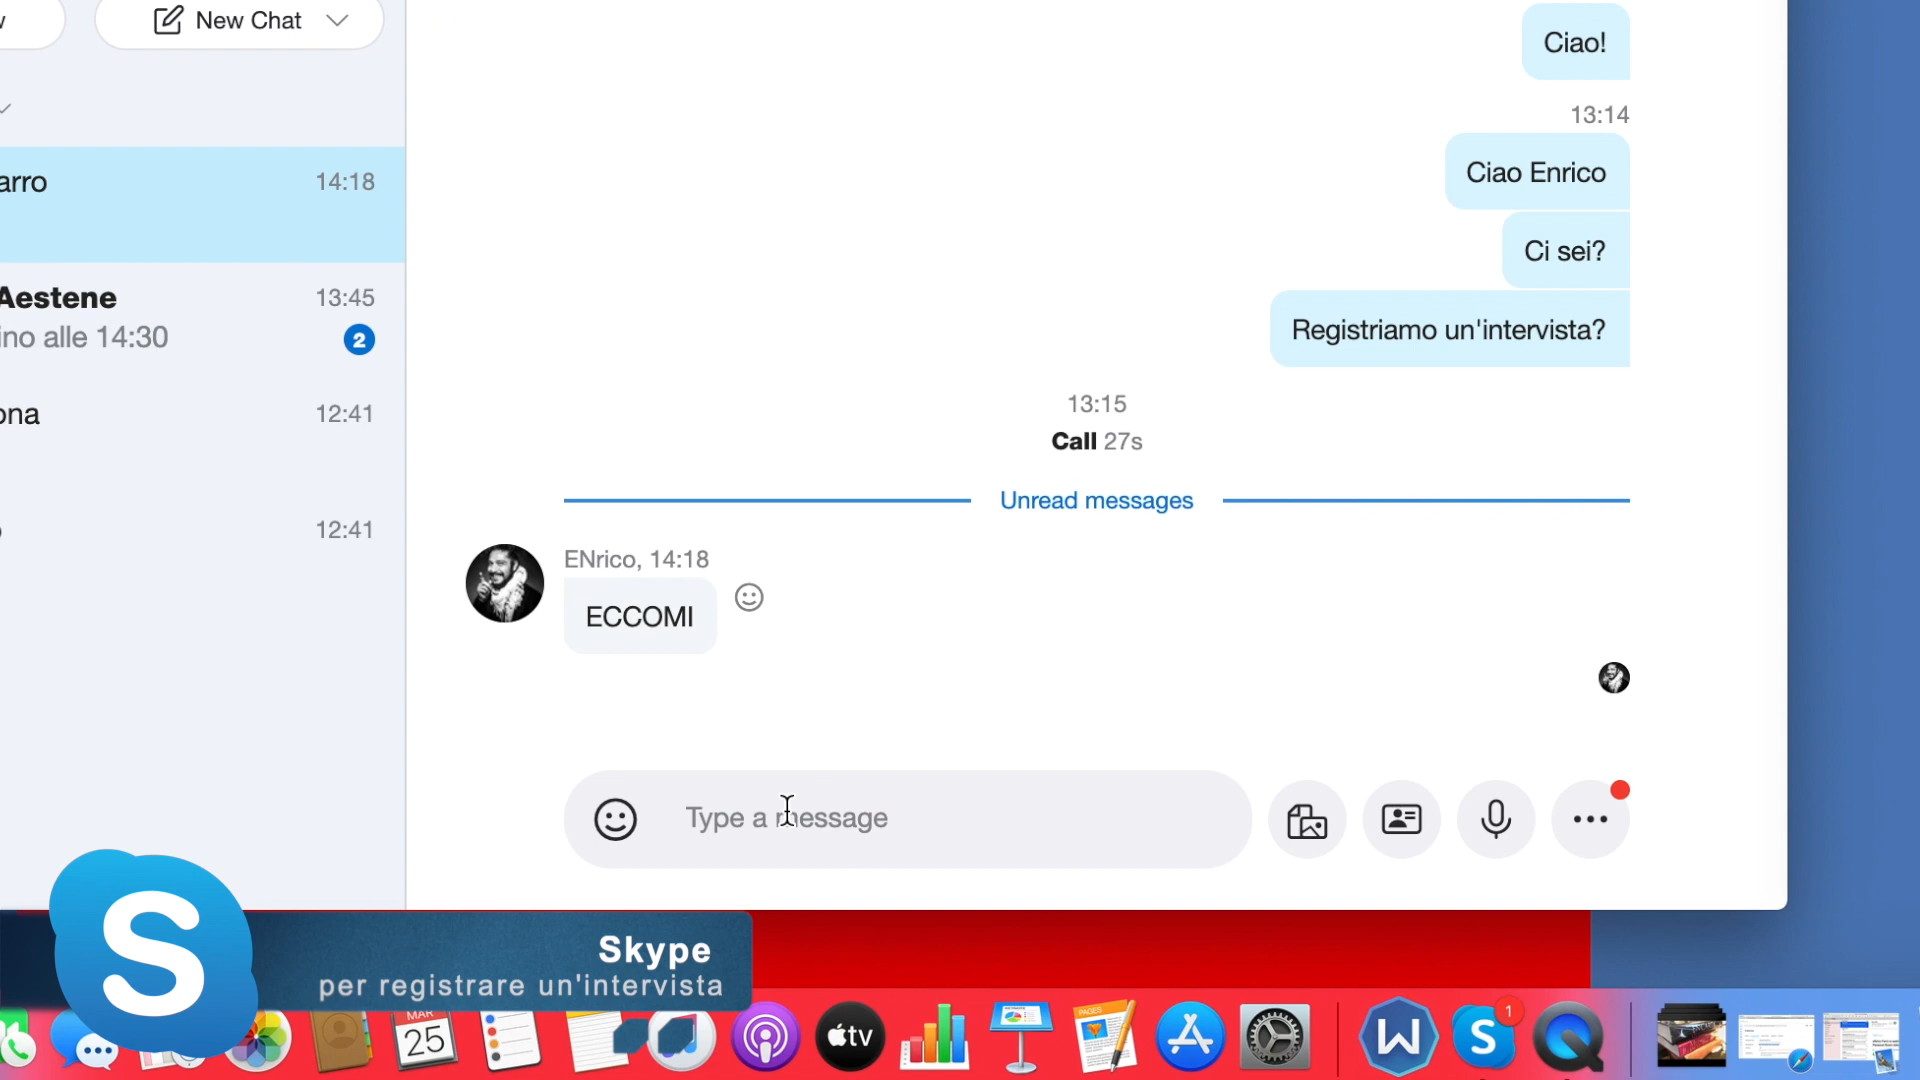 New Chat
Ciao!
13:14
arro
14:18
Ciao Enrico
Ci sei?
Aestene
13:45
ino alle 14:30
2
Registriamo un'intervista?
ona
12:41
13:15
Call 27s
Unread messages
12:41
ENrico, 14:18
ECCOMI
Type a message
S
Skype
per registrare un'intervista
MAR
25
tv
PAGES
W
S
1